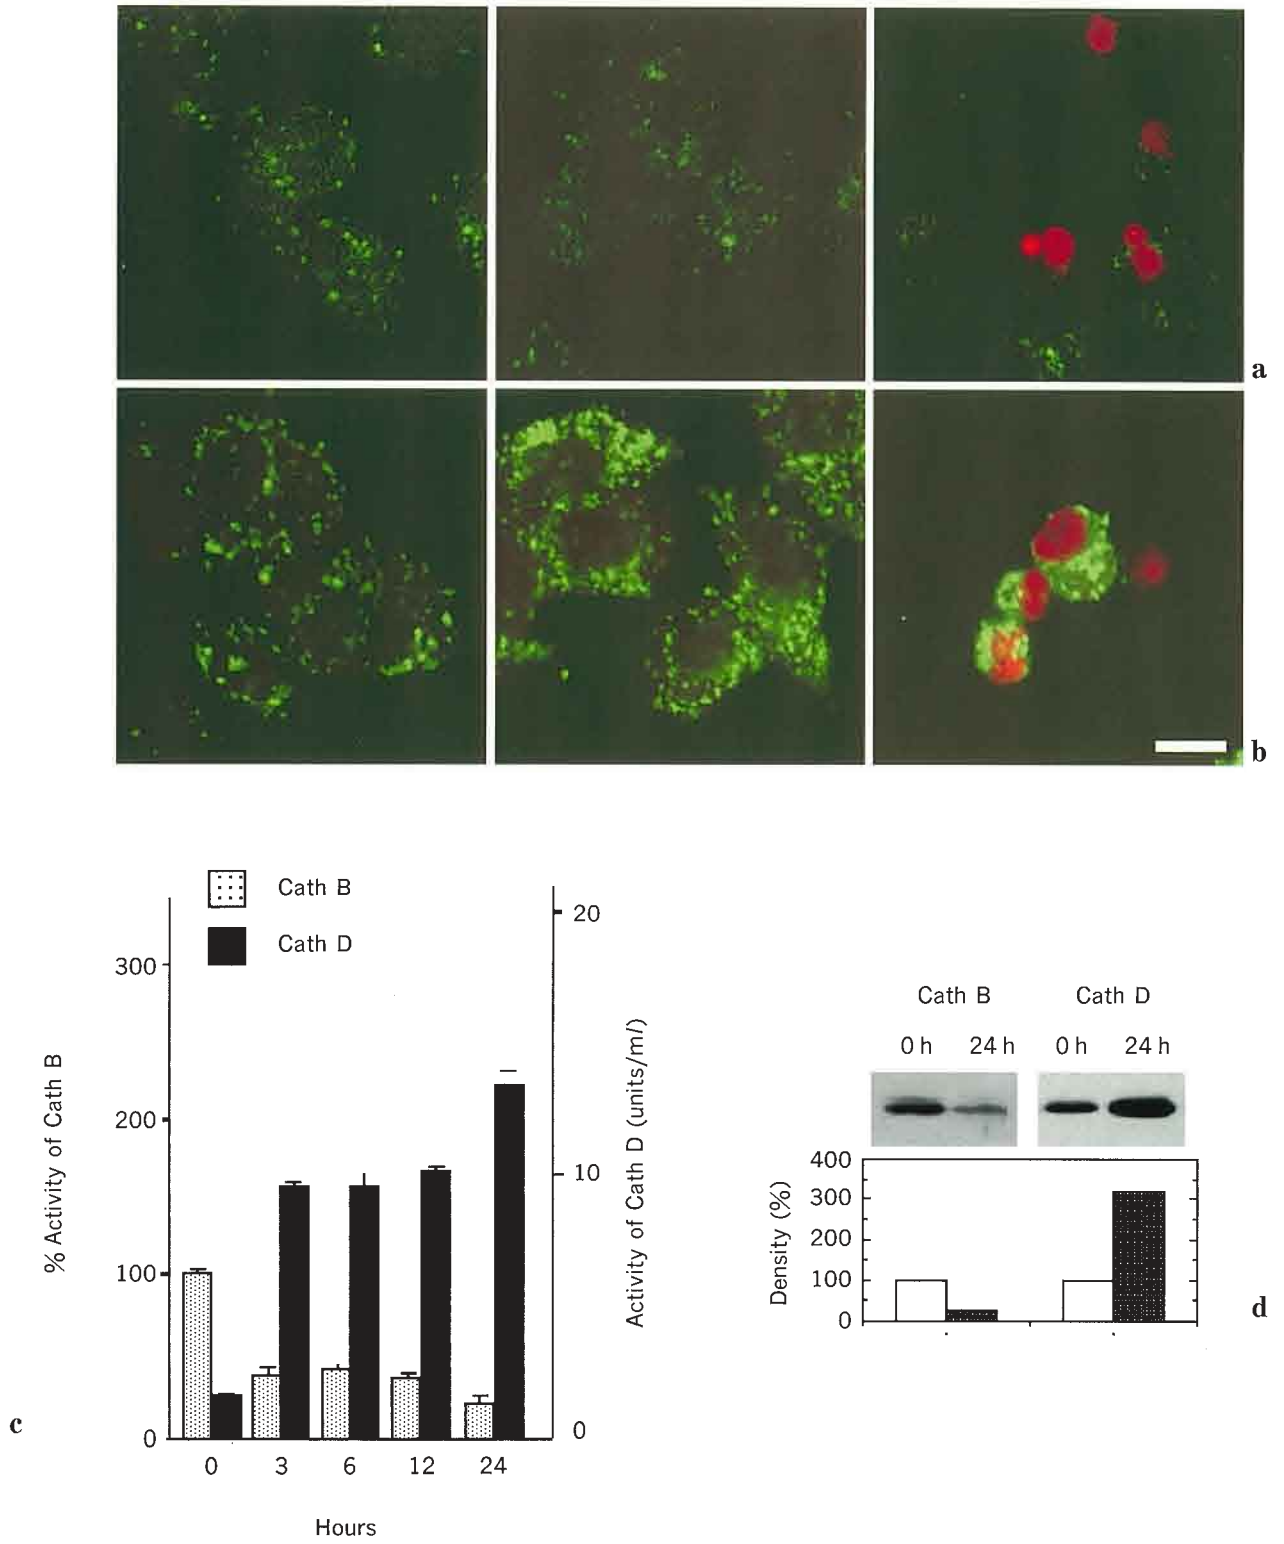 a
b
Cath B
Cath D
300
200
100
0
% Activity of Cath B
20
10
0
Activity of Cath D (units/ml)
0 3 6 12 24
Hours
c
Cath B Cath D
0 h 24 h 0 h 24 h
400
300
200
100
0
Density (%)
d